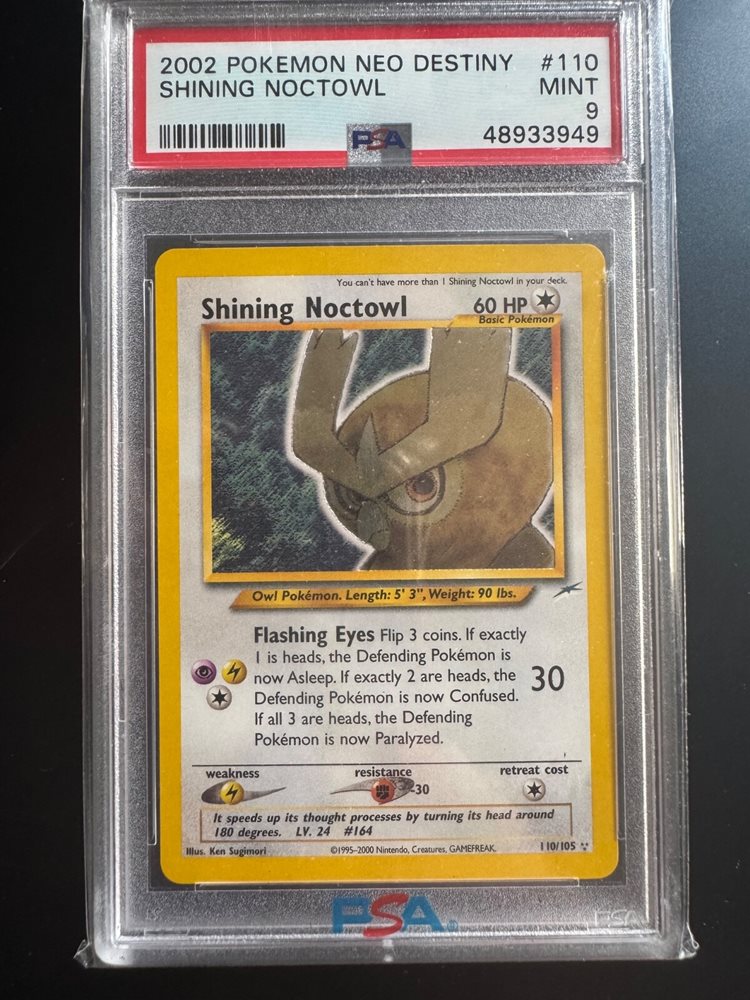 2002 POKEMON NEO DESTINY #110
SHINING NOCTOWL MINT
9
PSA 48933949
You can't have more than 1 Shining Noctowl in your deck.
Shining Noctowl 60 HP
Basic Pokémon
Owl Pokémon. Length: 5' 3", Weight: 90 lbs.
Flashing Eyes Flip 3 coins. If exactly
1 is heads, the Defending Pokémon is
now Asleep. If exactly 2 are heads, the
Defending Pokémon is now Confused.
If all 3 are heads, the Defending
Pokémon is now Paralyzed.
30
weakness resistance retreat cost
-30
It speeds up its thought processes by turning its head around
180 degrees. LV. 24 #164
Illus. Ken Sugimori ©1995-2000 Nintendo, Creatures, GAMEFREAK. 110/105
PSA®
PSA